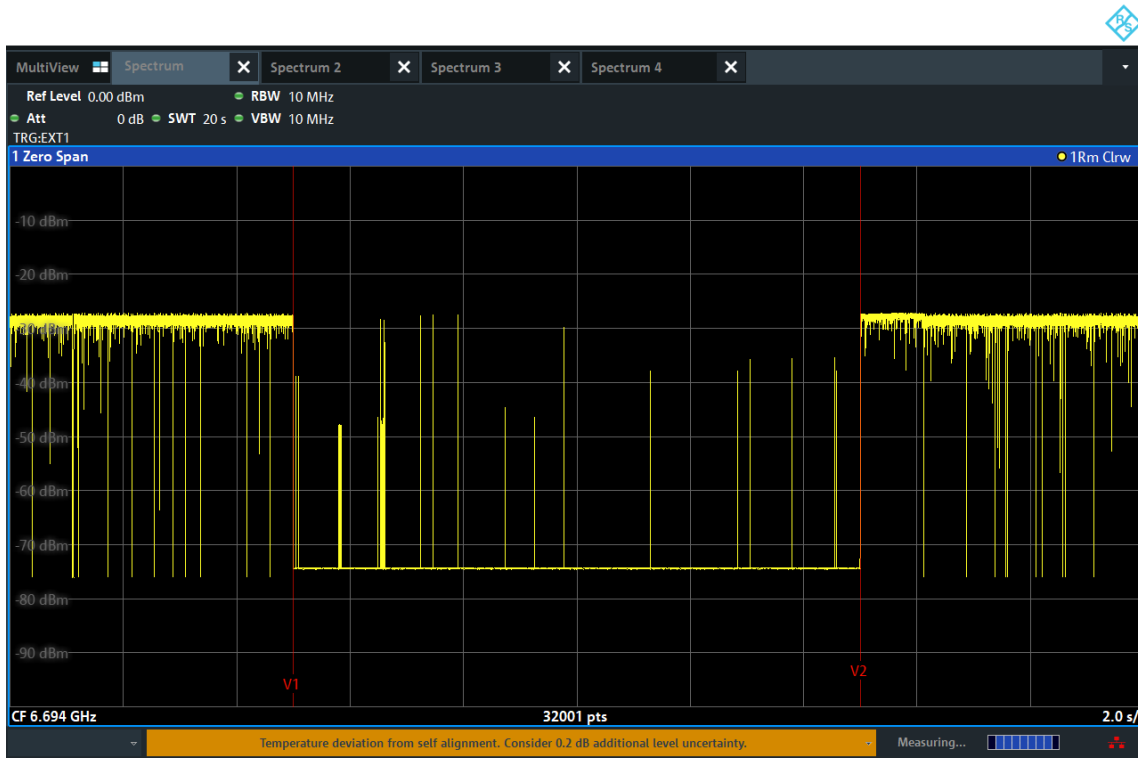 R&S
MultiView Spectrum Spectrum 2 Spectrum 3 Spectrum 4
Ref Level 0.00 dBm RBW 10 MHz
Att 0 dB SWT 20 s VBW 10 MHz
TRG:EXT1
1 Zero Span 1Rm Clrw
-10 dBm
-20 dBm
-30 dBm
-40 dBm
-50 dBm
-60 dBm
-70 dBm
-80 dBm
-90 dBm
V1
V2
CF 6.694 GHz 32001 pts 2.0 s/
Temperature deviation from self alignment. Consider 0.2 dB additional level uncertainty. Measuring...